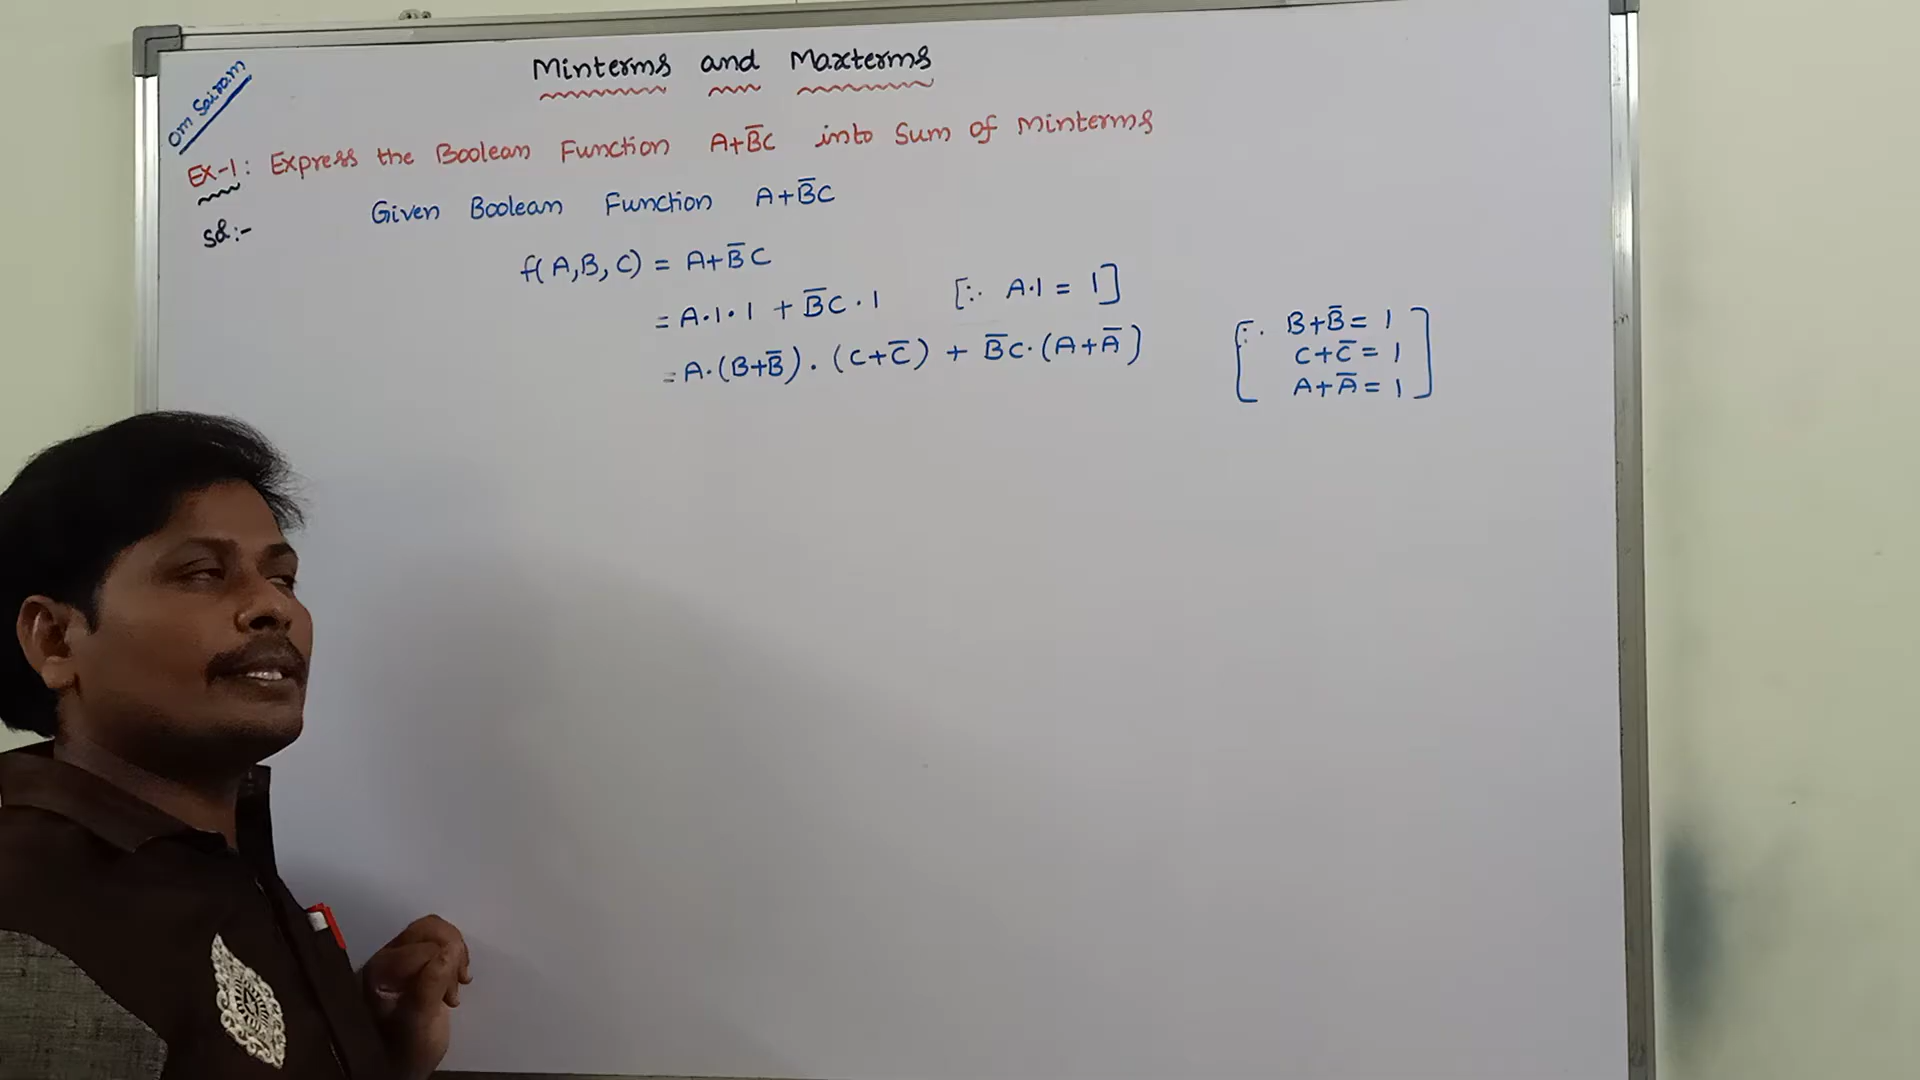 Om Sairam
Minterms and Maxterms
Ex-1: Express the Boolean Function A+B̅C into Sum of Minterms
Sol:- Given Boolean Function A+B̅C
f(A,B,C) = A+B̅C
= A·1·1 + B̅C·1 [∵ A·1 = 1]
= A·(B+B̅)·(C+C̅) + B̅C·(A+A̅)
[∵ B+B̅ = 1
C+C̅ = 1
A+A̅ = 1]